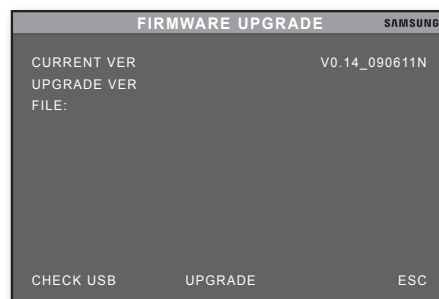 FIRMWARE UPGRADE SAMSUNG
CURRENT VER V0.14_090611N
UPGRADE VER
FILE:
CHECK USB UPGRADE ESC